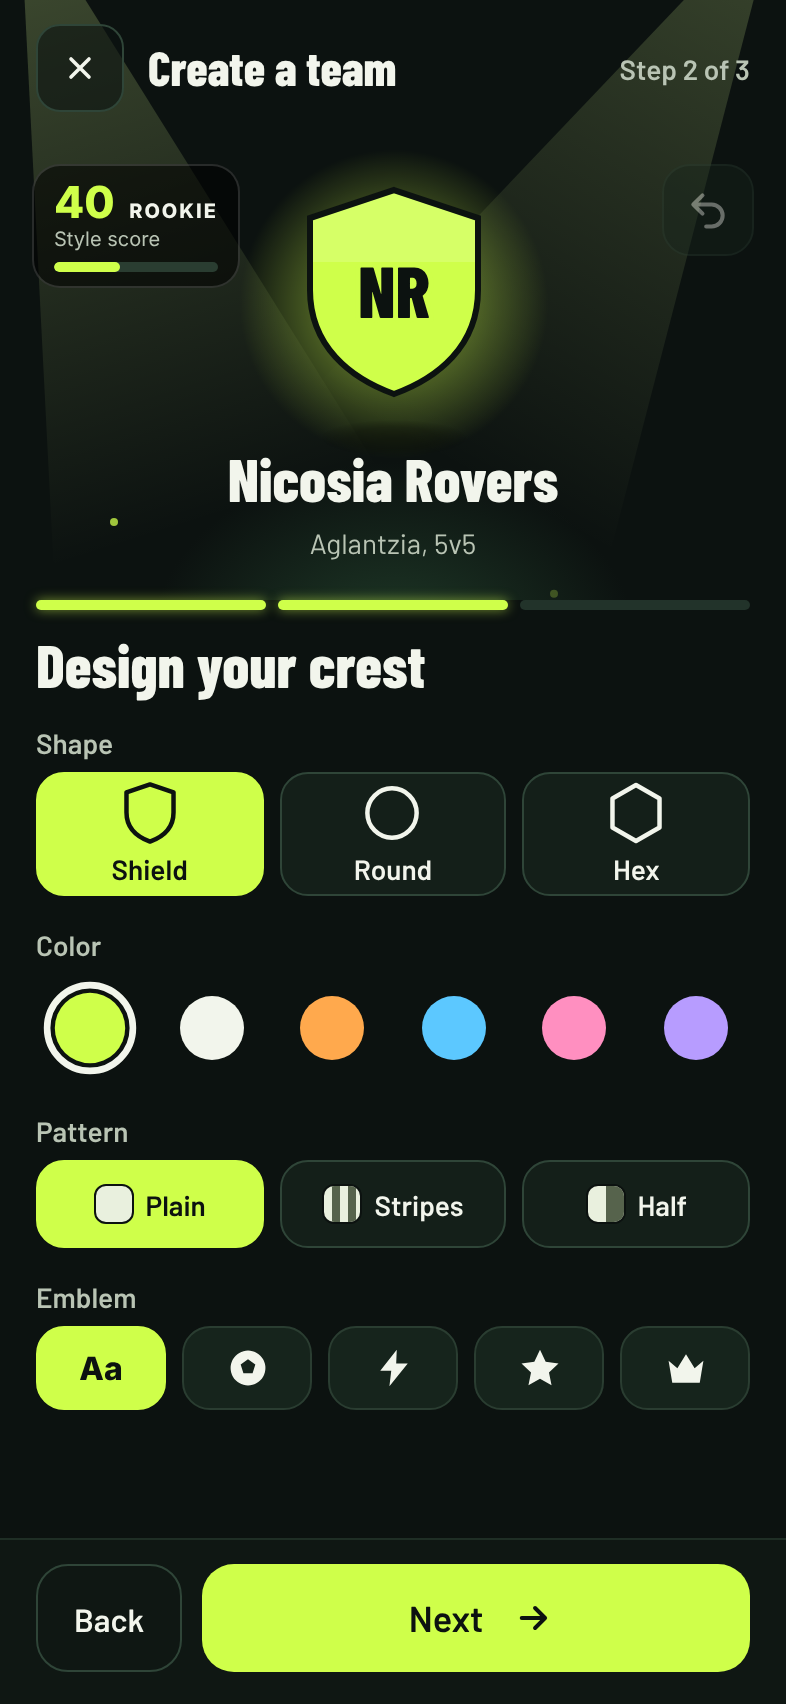 Create a team
Step 2 of 3
40 ROOKIE
Style score
NR
Nicosia Rovers
Aglantzia, 5v5
Design your crest
Shape
Shield
Round
Hex
Color
Pattern
Plain
Stripes
Half
Emblem
Aa
Back
Next